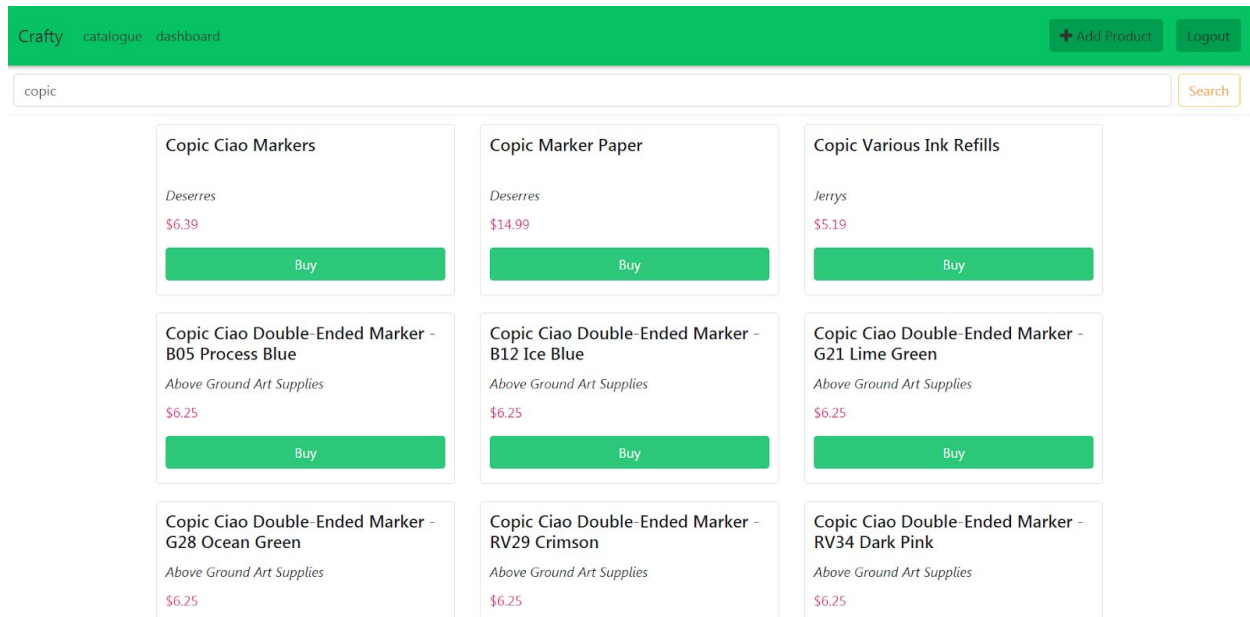 Crafty catalogue dashboard Add Product Logout
copic Search
Copic Ciao Markers
Deserres
$6.39
Buy
Copic Marker Paper
Deserres
$14.99
Buy
Copic Various Ink Refills
Jerrys
$5.19
Buy
Copic Ciao Double-Ended Marker -
B05 Process Blue
Above Ground Art Supplies
$6.25
Buy
Copic Ciao Double-Ended Marker -
B12 Ice Blue
Above Ground Art Supplies
$6.25
Buy
Copic Ciao Double-Ended Marker -
G21 Lime Green
Above Ground Art Supplies
$6.25
Buy
Copic Ciao Double-Ended Marker -
G28 Ocean Green
Above Ground Art Supplies
$6.25
Copic Ciao Double-Ended Marker -
RV29 Crimson
Above Ground Art Supplies
$6.25
Copic Ciao Double-Ended Marker -
RV34 Dark Pink
Above Ground Art Supplies
$6.25